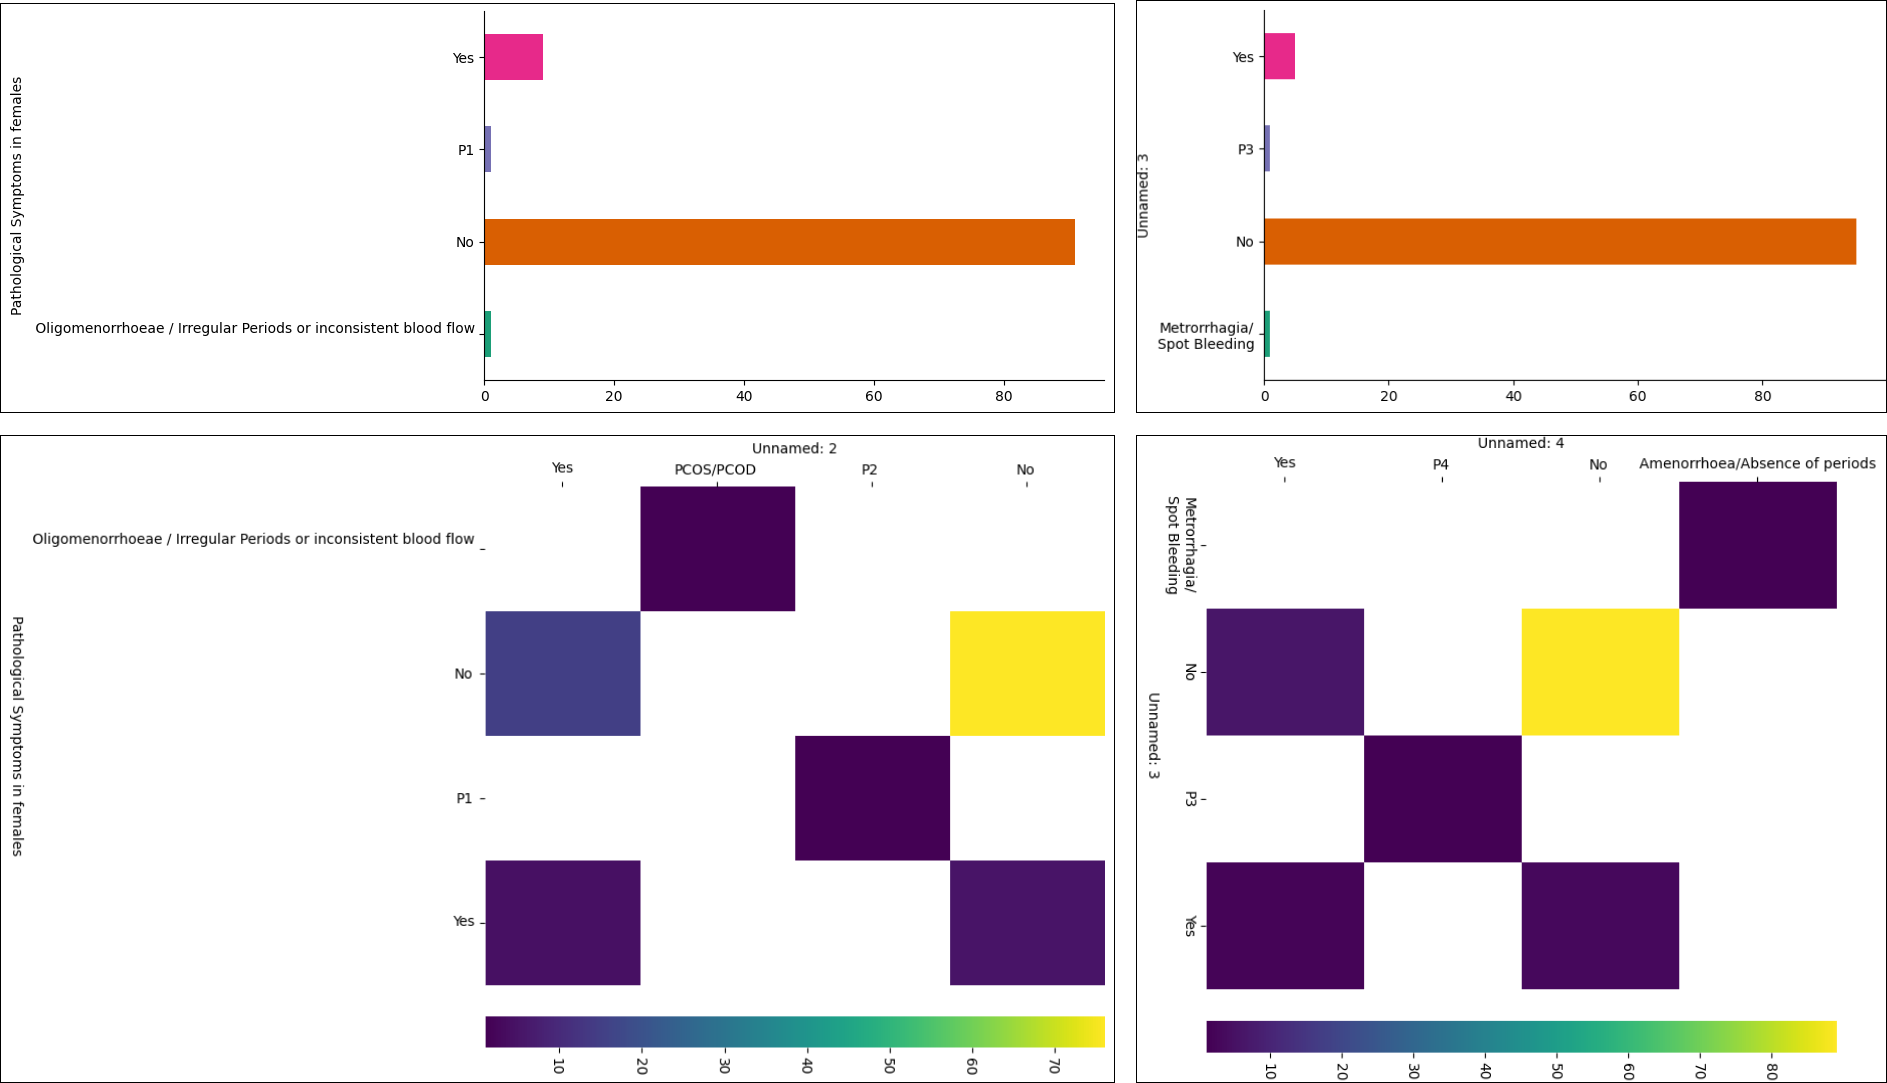 Pathological Symptoms in females
Yes
P1
No
Oligomenorrhoeae / Irregular Periods or inconsistent blood flow
0 20 40 60 80
Unnamed: 3
Yes
P3
No
Metrorrhagia/
Spot Bleeding
0 20 40 60 80
Unnamed: 2
Yes PCOS/PCOD P2 No
Oligomenorrhoeae / Irregular Periods or inconsistent blood flow
No
P1
Yes
Pathological Symptoms in females
10 20 30 40 50 60 70
Unnamed: 4
Yes P4 No Amenorrhoea/Absence of periods
Metrorrhagia/
Spot Bleeding
No
P3
Yes
Unnamed: 3
10 20 30 40 50 60 70 80